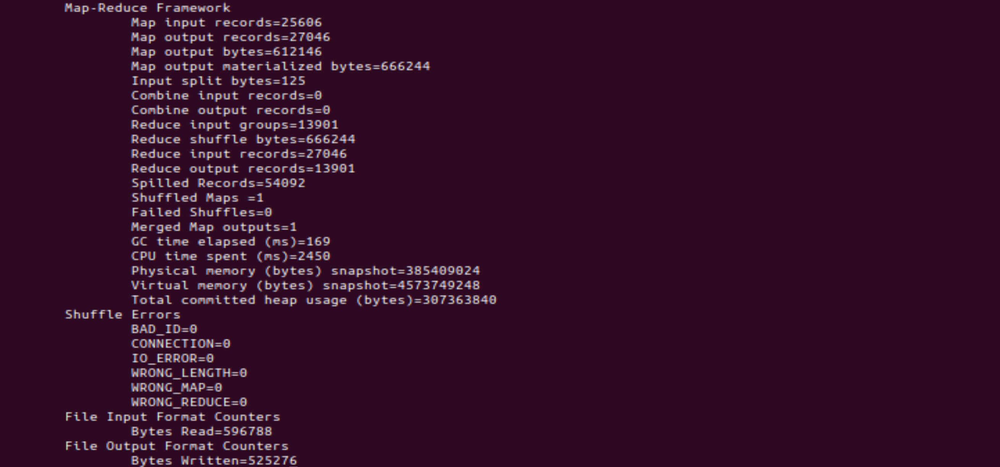 Map-Reduce Framework
Map input records=25606
Map output records=27046
Map output bytes=612146
Map output materialized bytes=666244
Input split bytes=125
Combine input records=0
Combine output records=0
Reduce input groups=13901
Reduce shuffle bytes=666244
Reduce input records=27046
Reduce output records=13901
Spilled Records=54092
Shuffled Maps =1
Failed Shuffles=0
Merged Map outputs=1
GC time elapsed (ms)=169
CPU time spent (ms)=2450
Physical memory (bytes) snapshot=385409024
Virtual memory (bytes) snapshot=4573749248
Total committed heap usage (bytes)=307363840
Shuffle Errors
BAD_ID=0
CONNECTION=0
IO_ERROR=0
WRONG_LENGTH=0
WRONG_MAP=0
WRONG_REDUCE=0
File Input Format Counters
Bytes Read=596788
File Output Format Counters
Bytes Written=525276